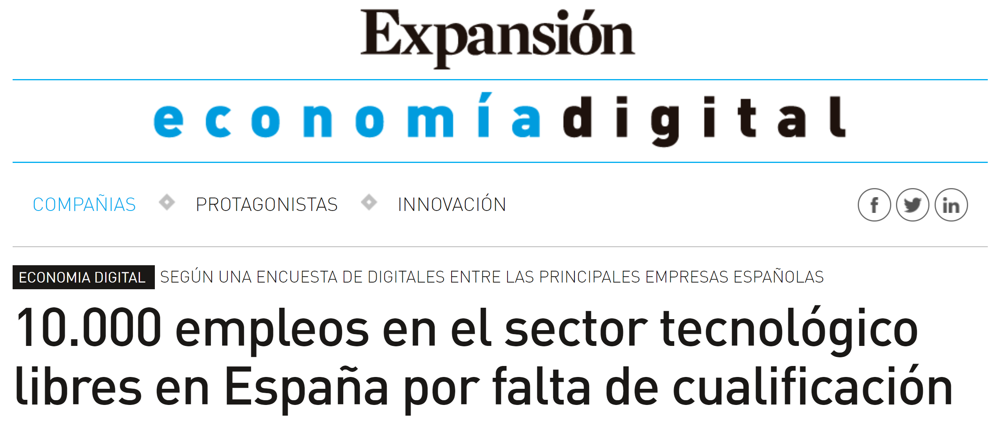 Expansión
economíadigital
COMPAÑIAS PROTAGONISTAS INNOVACIÓN
ECONOMIA DIGITAL SEGÚN UNA ENCUESTA DE DIGITALES ENTRE LAS PRINCIPALES EMPRESAS ESPAÑOLAS
10.000 empleos en el sector tecnológico
libres en España por falta de cualificación